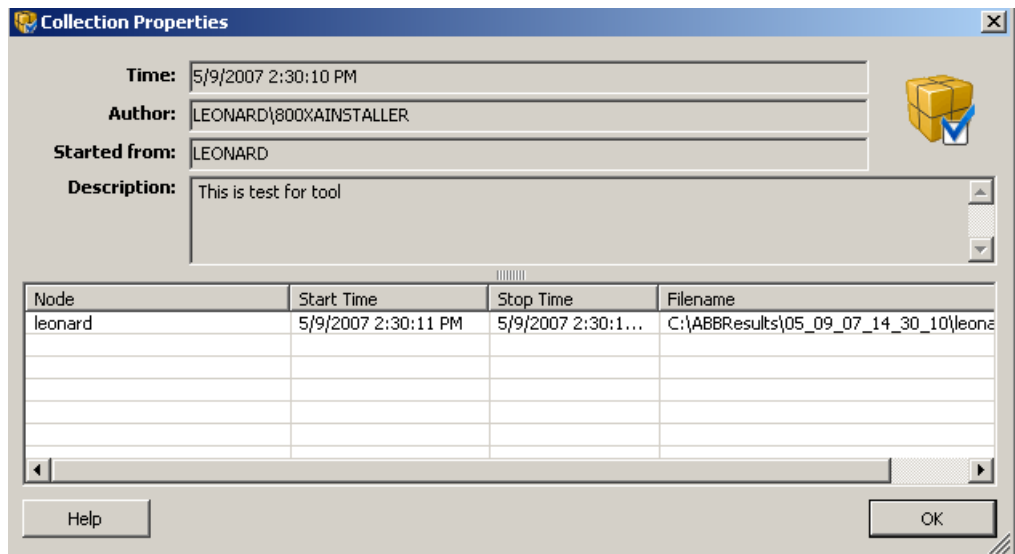 Collection Properties
Time: 5/9/2007 2:30:10 PM
Author: LEONARD\800XAINSTALLER
Started from: LEONARD
Description: This is test for tool
Node Start Time Stop Time Filename
leonard 5/9/2007 2:30:11 PM 5/9/2007 2:30:1... C:\ABBResults\05_09_07_14_30_10\leona
Help OK